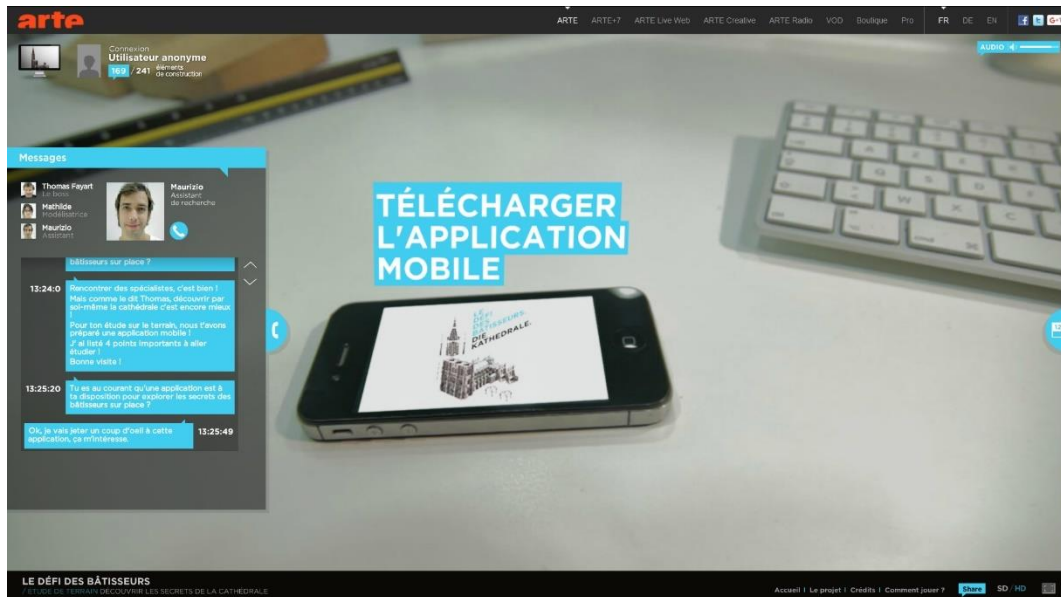 arte
ARTE ARTE+7 ARTE Live Web ARTE Creative ARTE Radio VOD Boutique Pro FR DE EN
Connexion
Utilisateur anonyme
169 / 241 éléments de construction
AUDIO
Messages
Thomas Fayart
Le boss
Mathilde
Modélisatrice
Maurizio
Assistant
Maurizio
Assistant
de recherche
bâtisseurs sur place ?
13:24:0
Rencontrer des spécialistes, c'est bien !
Mais comme le dit Thomas, découvrir par
soi-même la cathédrale c'est encore mieux
!
Pour ton étude sur le terrain, nous t'avons
préparé une application mobile !
J' ai listé 4 points importants à aller
étudier !
Bonne visite !
13:25:20
Tu es au courant qu'une application est à
ta disposition pour explorer les secrets des
bâtisseurs sur place ?
Ok, je vais jeter un coup d'oeil à cette
application, ça m'intéresse.
13:25:49
TÉLÉCHARGER
L'APPLICATION
MOBILE
LE
DÉFI
DES
BÂTISSEURS.
DIE
KATHEDRALE.
LE DÉFI DES BÂTISSEURS
/ ETUDE DE TERRAIN DECOUVRIR LES SECRETS DE LA CATHEDRALE
Accueil I Le projet I Crédits I Comment jouer ? Share SD / HD